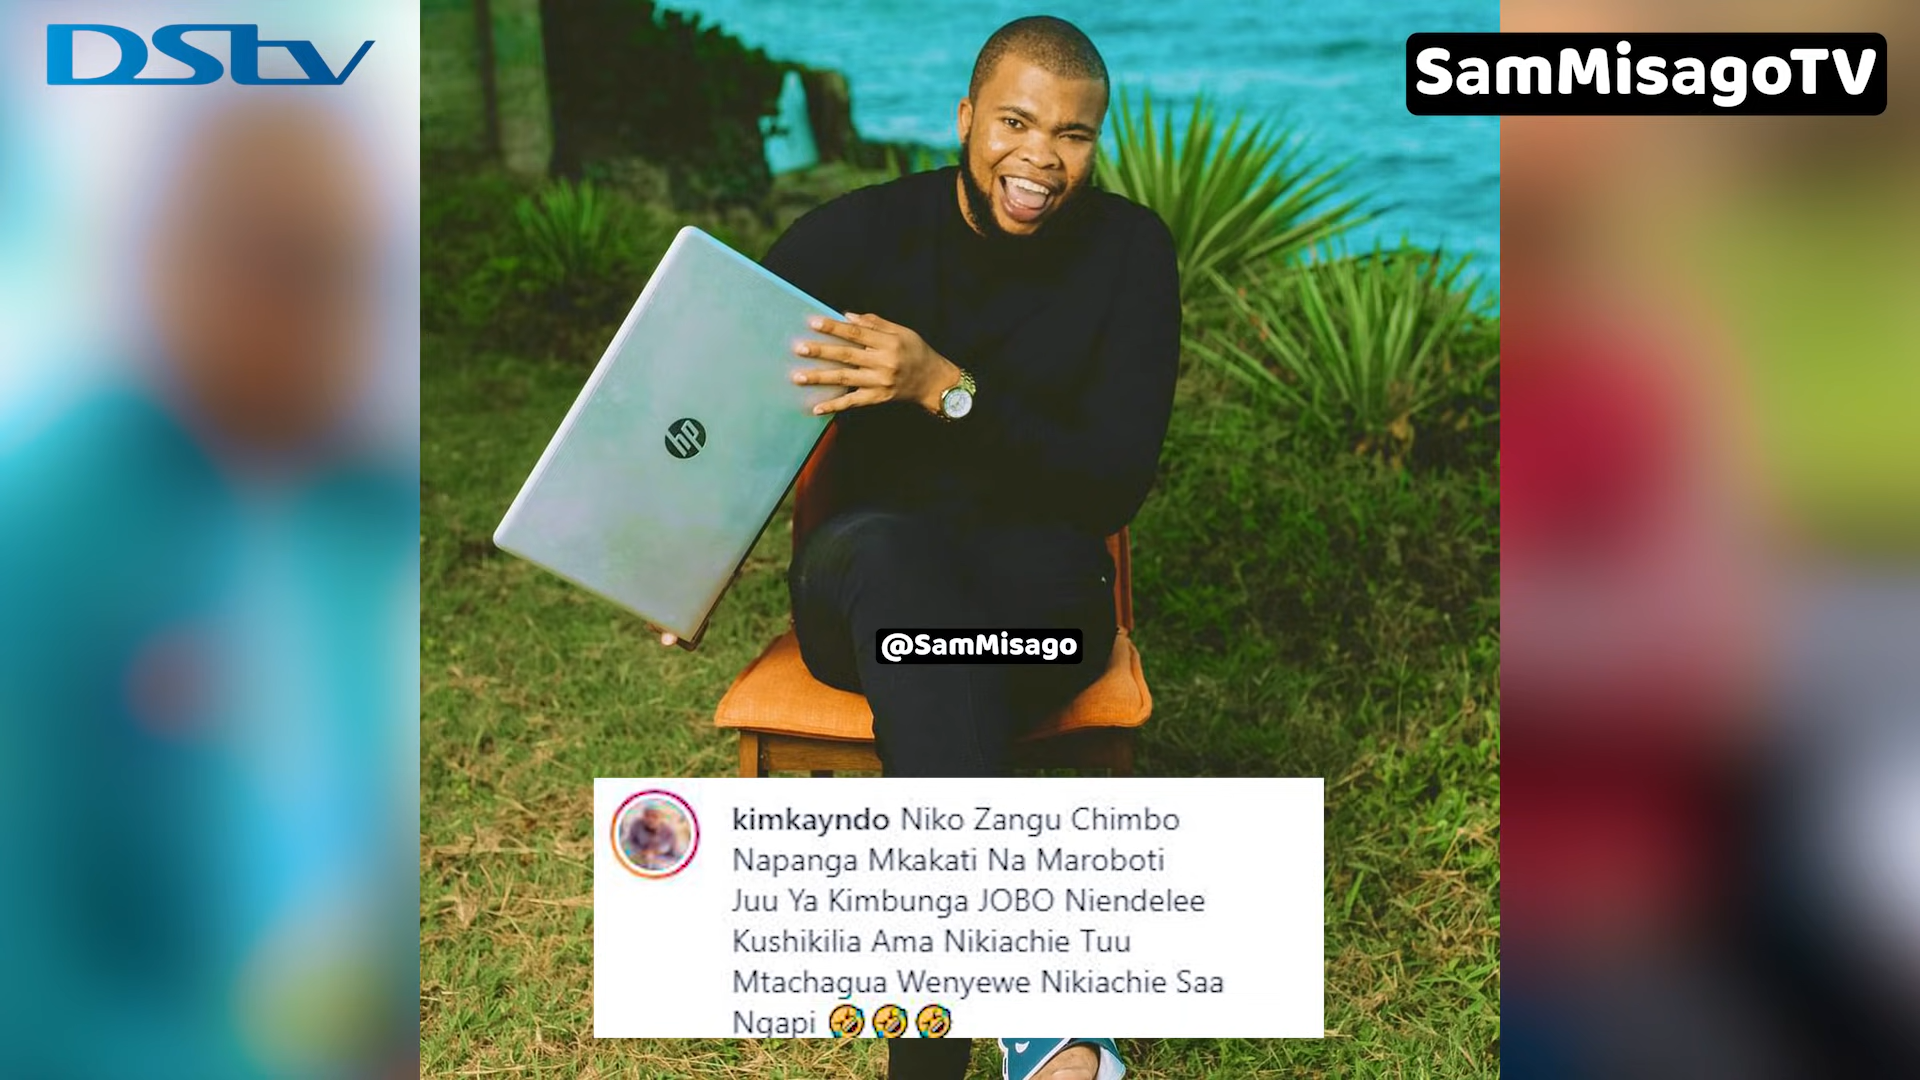 DStv
SamMisagoTV
hp
@SamMisago
kimkayndo Niko Zangu Chimbo
Napanga Mkakati Na Maroboti
Juu Ya Kimbunga JOBO Niendelee
Kushikilia Ama Nikiachie Tuu
Mtachagua Wenyewe Nikiachie Saa
Ngapi 🤣🤣🤣